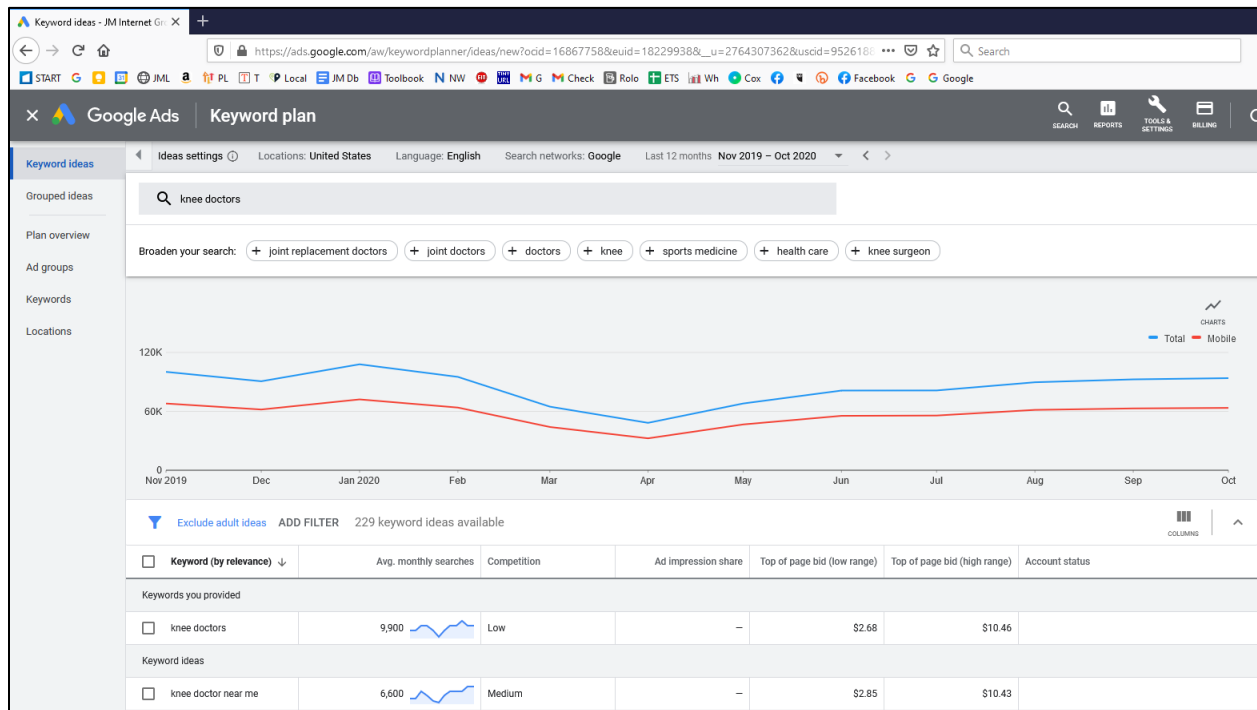 Keyword ideas - JM Internet Gro
https://ads.google.com/aw/keywordplanner/ideas/new?ocid=16867758&euid=18229938&__u=2764307362&uscid=9526188 Search
START G JML PL T Local JM Db Toolbook NW M G M Check Rolo ETS Wh Cox Facebook G Google
Google Ads Keyword plan SEARCH REPORTS TOOLS & SETTINGS BILLING
Keyword ideas
Grouped ideas
Plan overview
Ad groups
Keywords
Locations
Ideas settings Locations: United States Language: English Search networks: Google Last 12 months Nov 2019 – Oct 2020
knee doctors
Broaden your search: + joint replacement doctors + joint doctors + doctors + knee + sports medicine + health care + knee surgeon
CHARTS
Total Mobile
120K
60K
0
Nov 2019 Dec Jan 2020 Feb Mar Apr May Jun Jul Aug Sep Oct
Exclude adult ideas ADD FILTER 229 keyword ideas available COLUMNS
Keyword (by relevance) Avg. monthly searches Competition Ad impression share Top of page bid (low range) Top of page bid (high range) Account status
Keywords you provided
knee doctors 9,900 Low – $2.68 $10.46
Keyword ideas
knee doctor near me 6,600 Medium – $2.85 $10.43